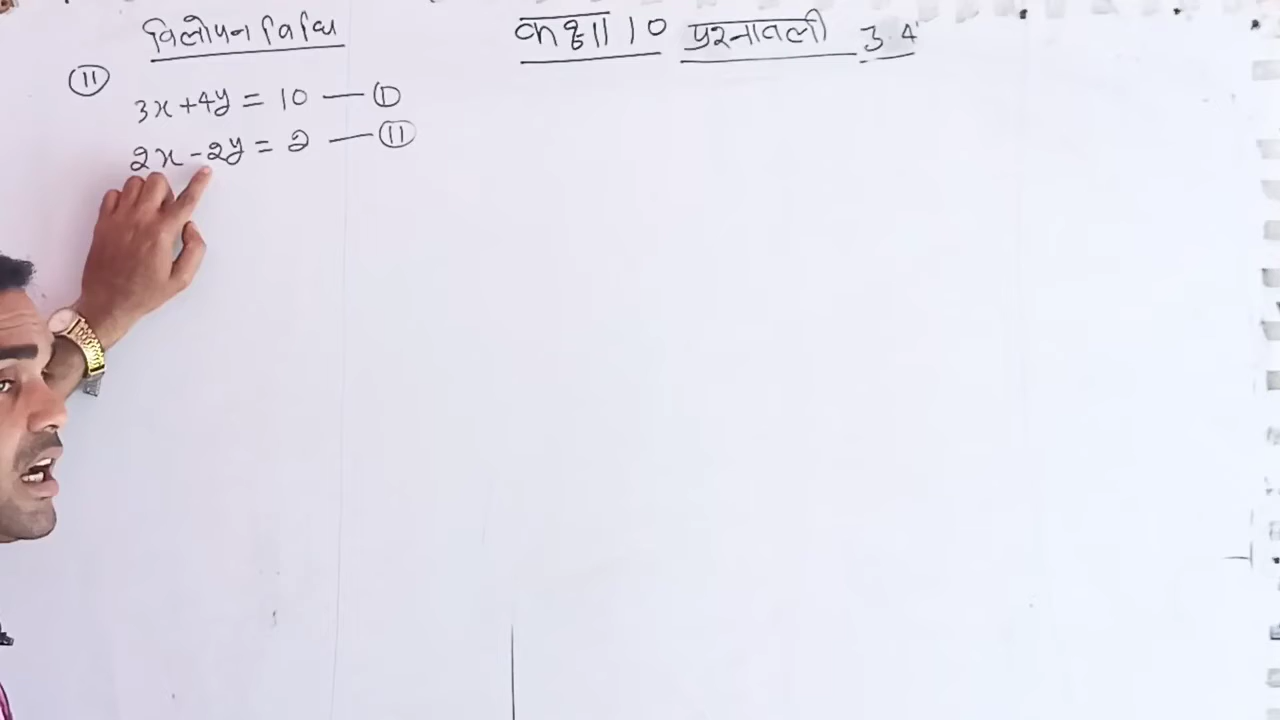 विलोपन विधि
कक्षा 10 प्रश्नावली 3.4
(ii)
3x + 4y = 10 — (i)
2x - 2y = 2 — (ii)